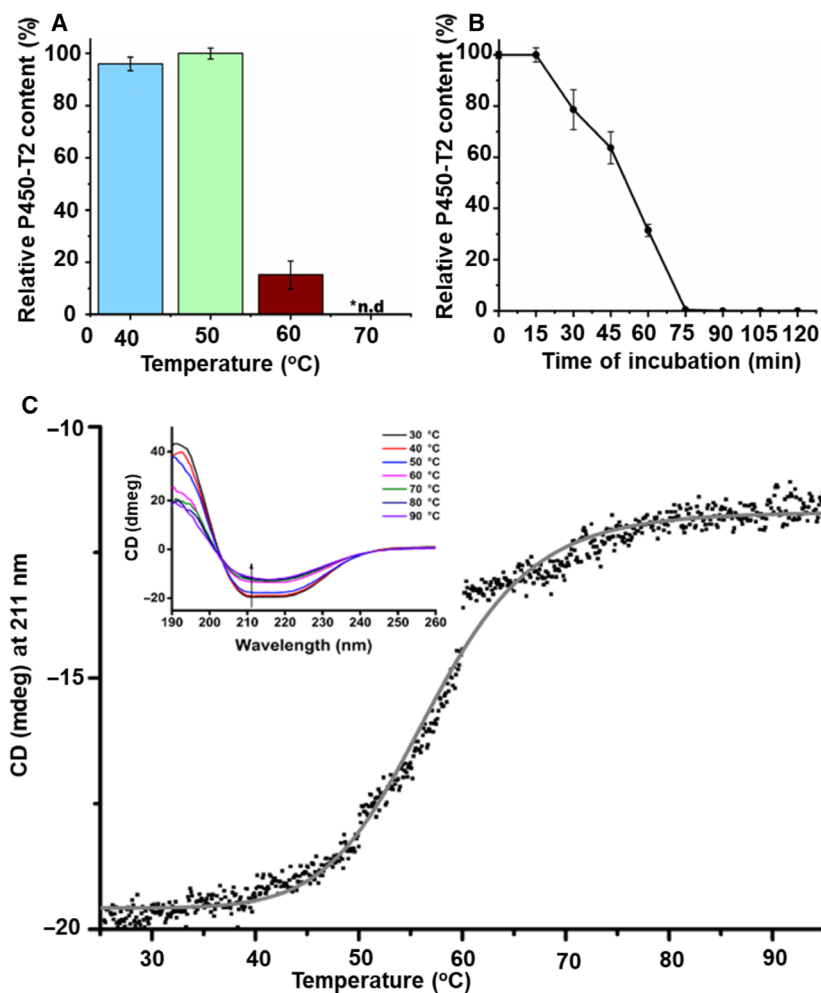 A
Relative P450-T2 content (%)
100
80
60
40
20
0
0
40
50
60
70
*n.d
Temperature (ºC)
B
Relative P450-T2 content (%)
100
80
60
40
20
0
0 15 30 45 60 75 90 105 120
Time of incubation (min)
C
CD (mdeg) at 211 nm
−10
−15
−20
30 40 50 60 70 80 90
Temperature (ºC)
CD (dmeg)
40
20
0
−20
190 200 210 220 230 240 250 260
Wavelength (nm)
30 °C
40 °C
50 °C
60 °C
70 °C
80 °C
90 °C